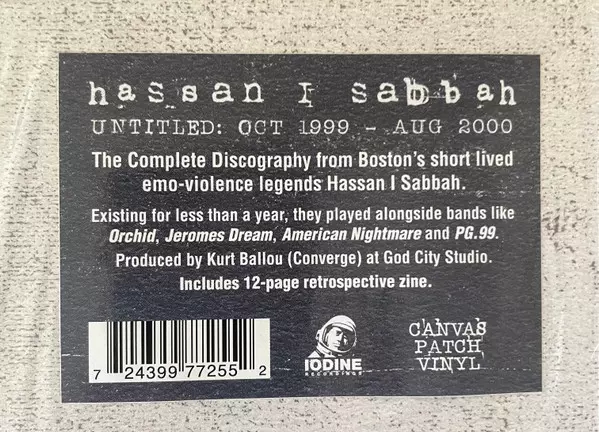 hassan I sabbah
UNTITLED: OCT 1999 - AUG 2000
The Complete Discography from Boston's short lived
emo-violence legends Hassan I Sabbah.
Existing for less than a year, they played alongside bands like
Orchid, Jeromes Dream, American Nightmare and PG.99.
Produced by Kurt Ballou (Converge) at God City Studio.
Includes 12-page retrospective zine.
7 24399 77255 2
IODINE
RECORDINGS
CANVAS
PATCH
VINYL